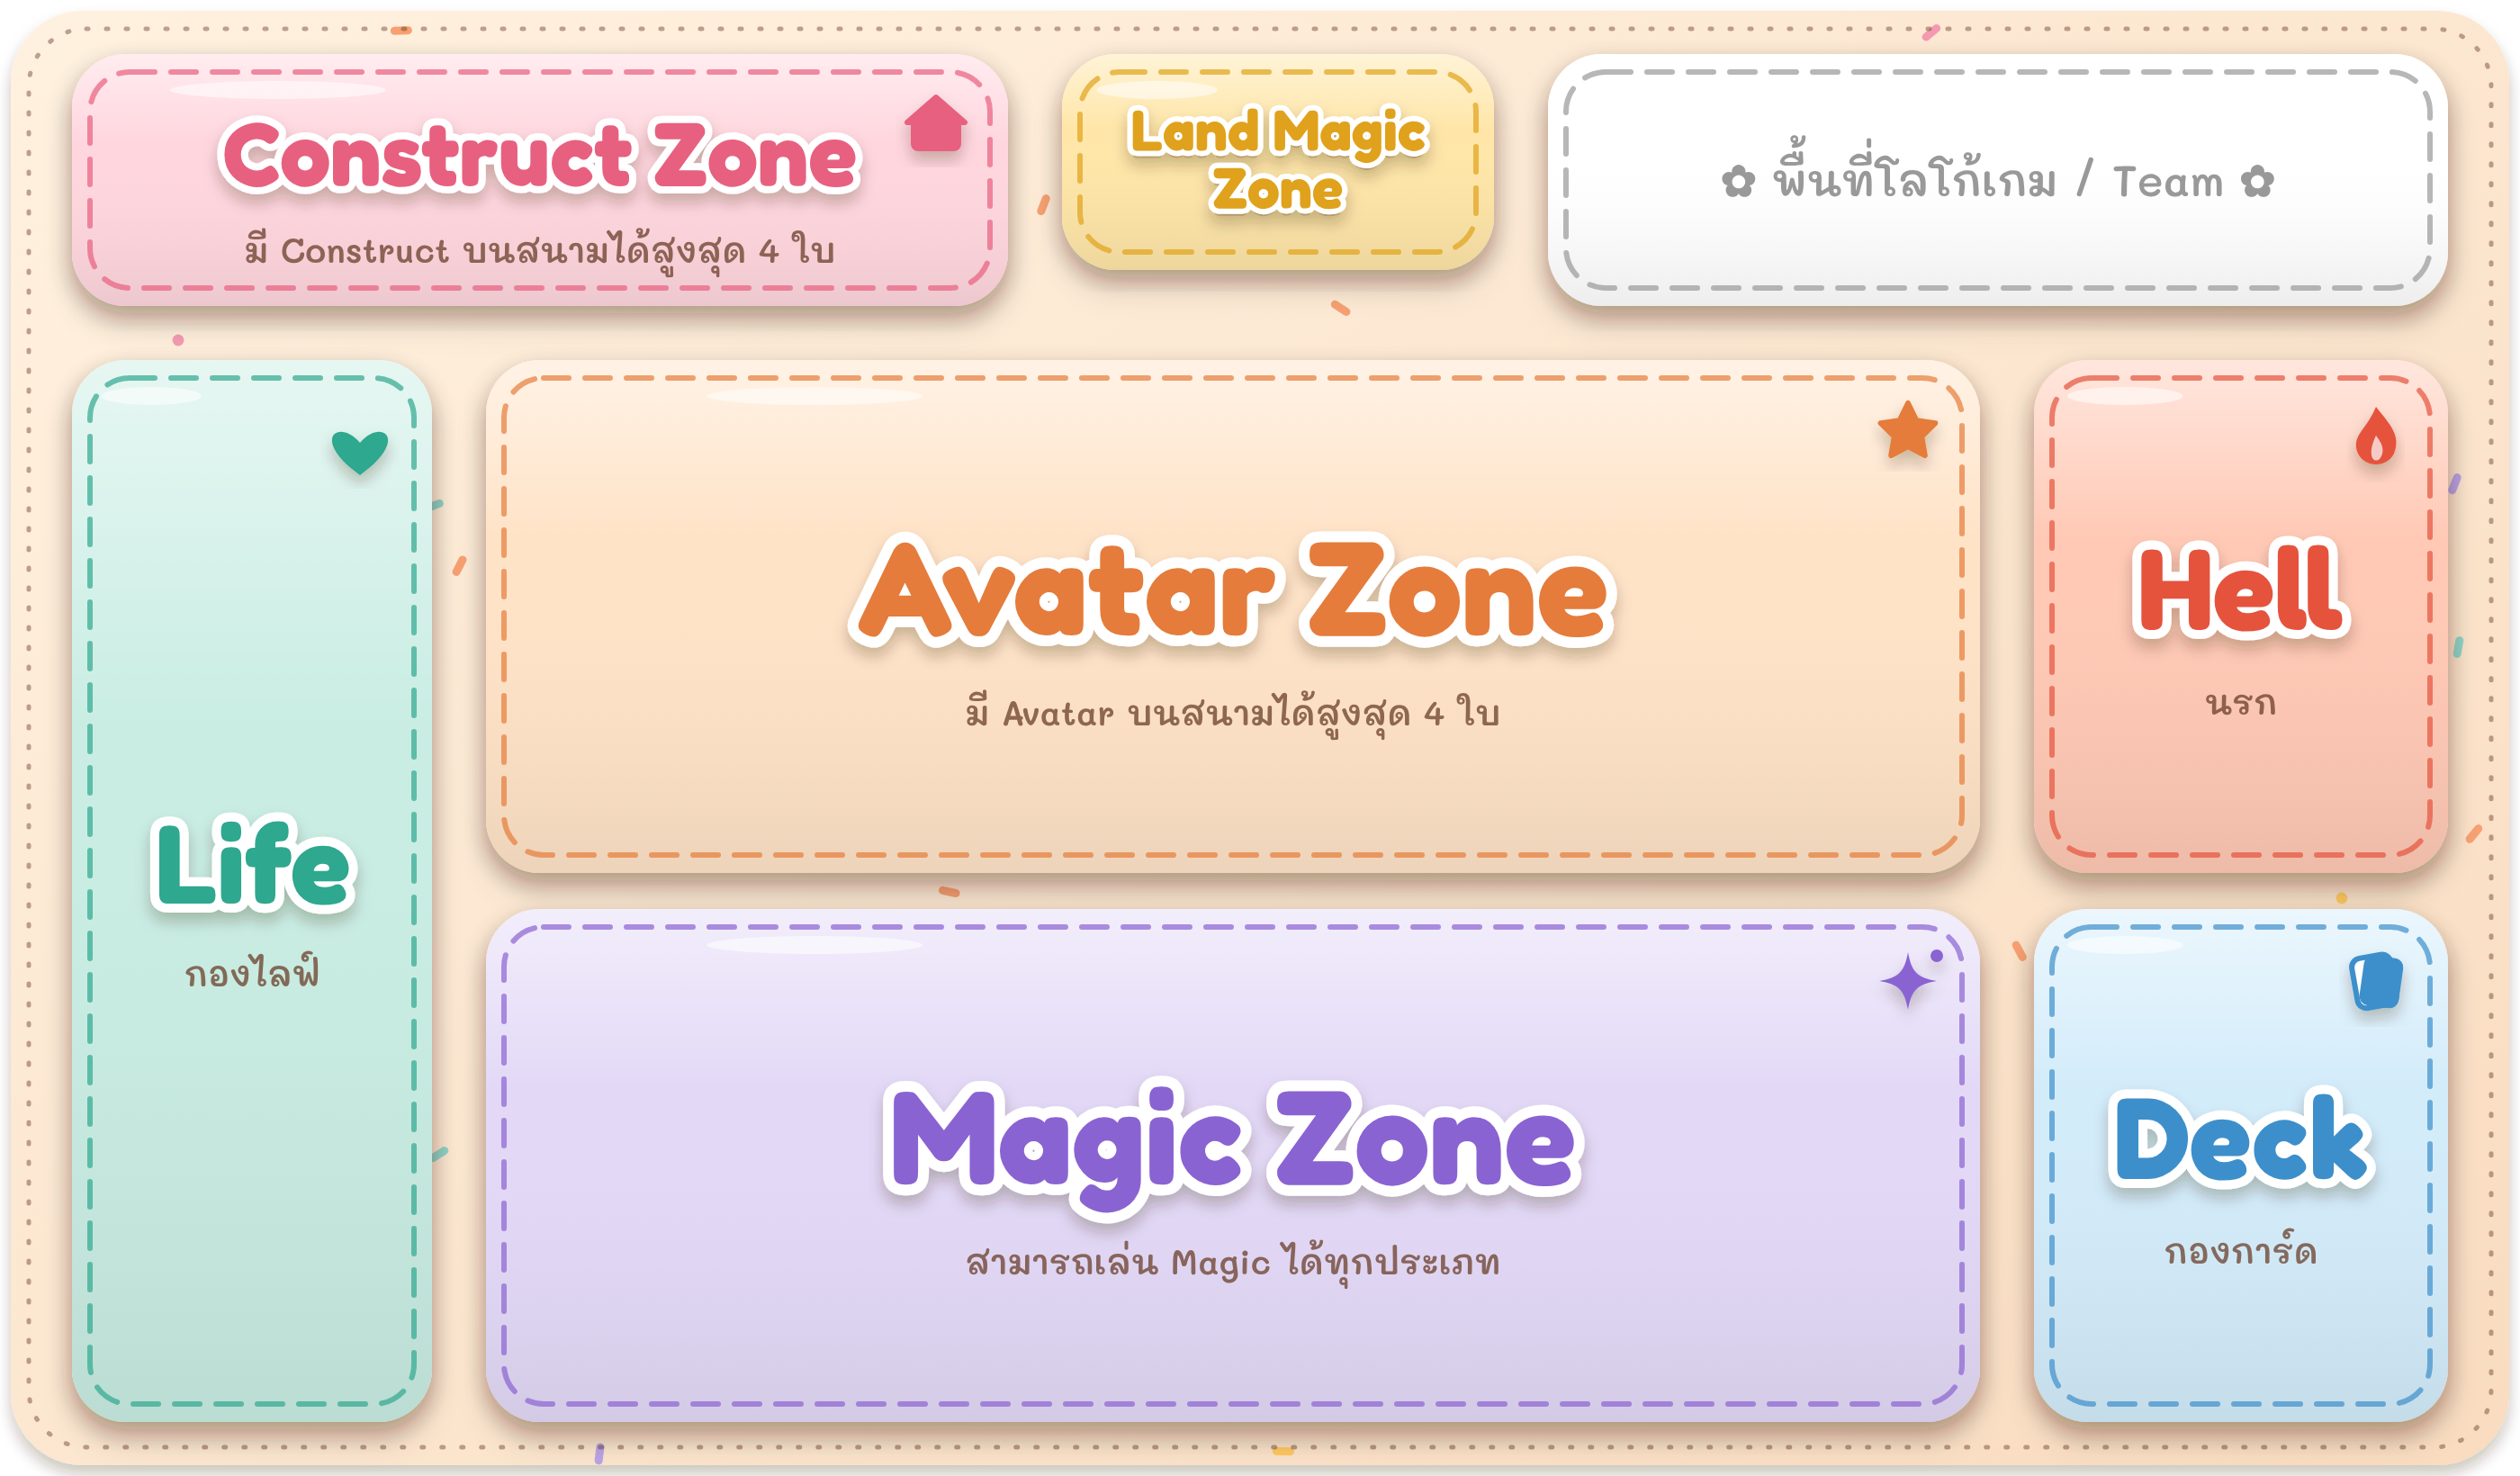 Construct Zone
มี Construct บนสนามได้สูงสุด 4 ใบ
Land Magic
Zone
✿ พื้นที่โลโก้เกม / Team ✿
Life
กองไลฟ์
Avatar Zone
มี Avatar บนสนามได้สูงสุด 4 ใบ
Hell
นรก
Magic Zone
สามารถเล่น Magic ได้ทุกประเภท
Deck
กองการ์ด